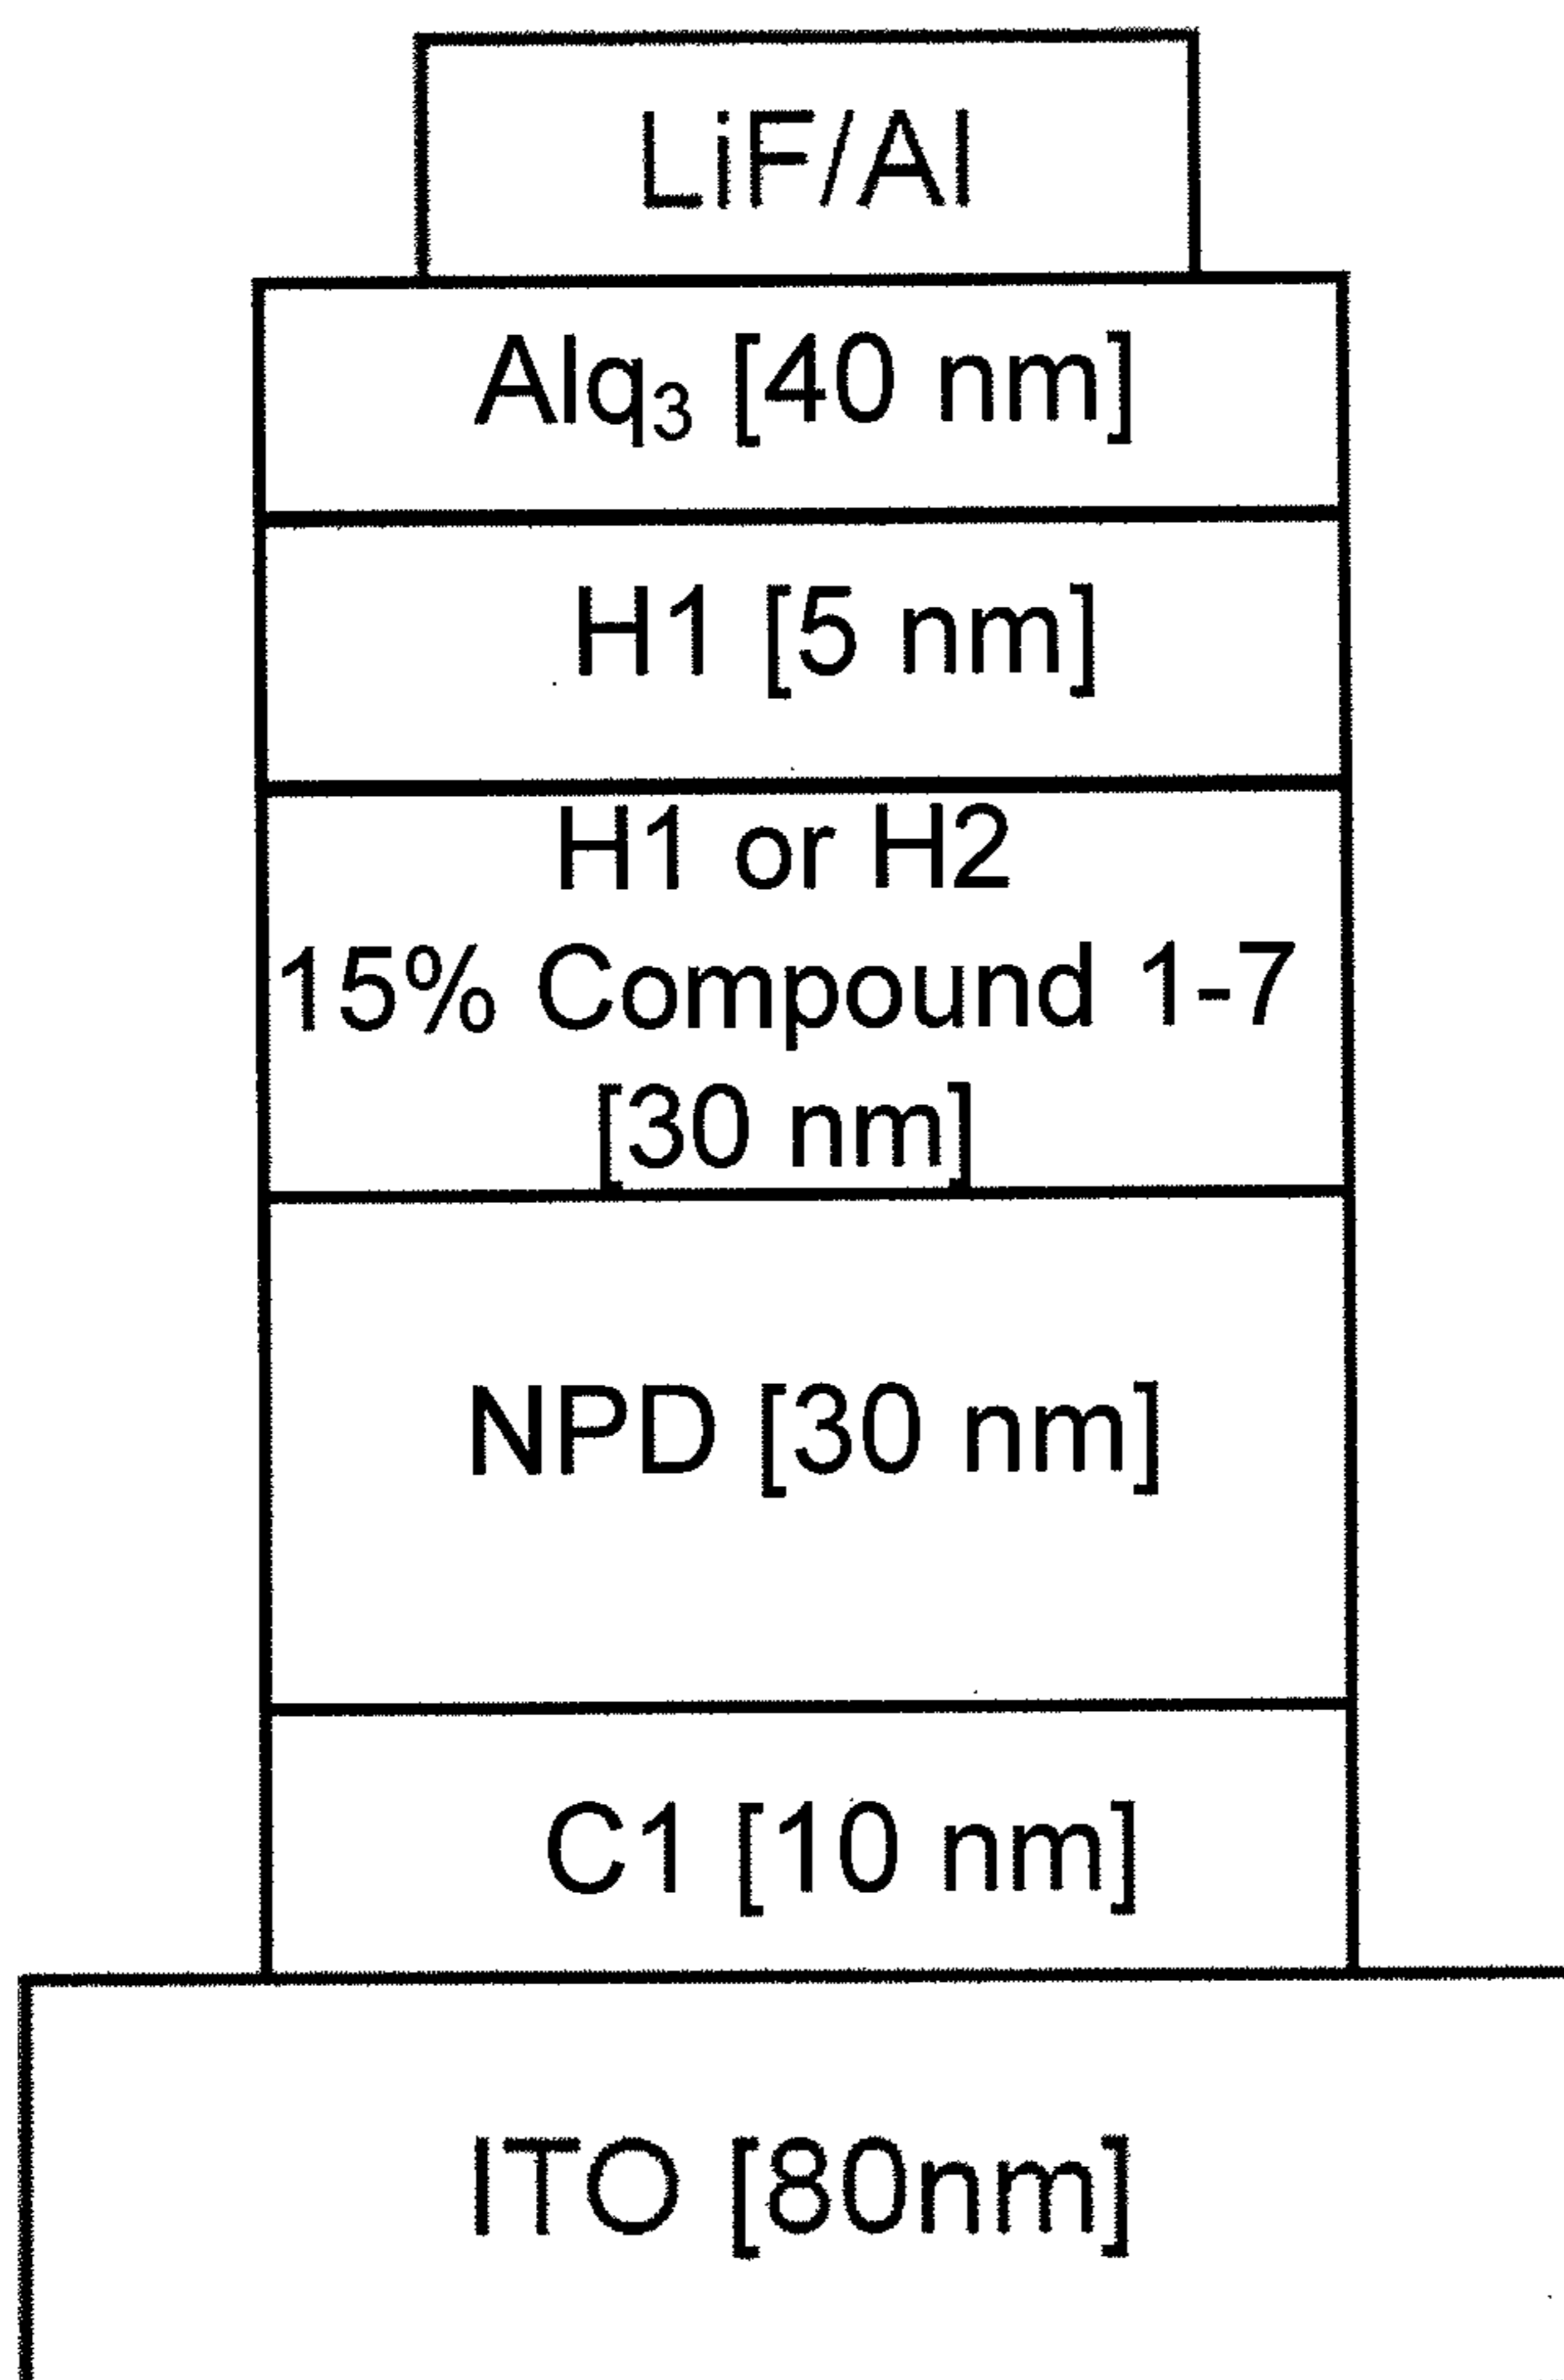 LiF/Al
Alq₃ [40 nm]
H1 [5 nm]
H1 or H2
15% Compound 1-7
[30 nm]
NPD [30 nm]
C1 [10 nm]
ITO [80nm]